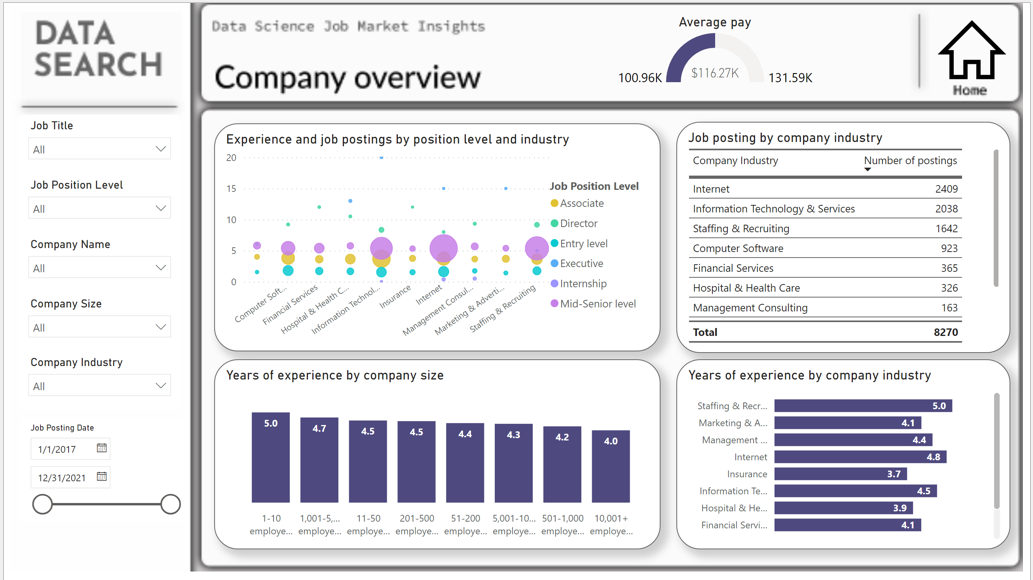 DATA
SEARCH
Job Title
All
Job Position Level
All
Company Name
All
Company Size
All
Company Industry
All
Job Posting Date
1/1/2017
12/31/2021
Data Science Job Market Insights
Company overview
Average pay
100.96K
$116.27K
131.59K
Home
Experience and job postings by position level and industry
20
15
10
5
0
Computer Soft...
Financial Services
Hospital & Health C...
Information Technol...
Insurance
Internet
Management Consul...
Marketing & Adverti...
Staffing & Recruiting
Job Position Level
Associate
Director
Entry level
Executive
Internship
Mid-Senior level
Job posting by company industry
Company Industry Number of postings
Internet 2409
Information Technology & Services 2038
Staffing & Recruiting 1642
Computer Software 923
Financial Services 365
Hospital & Health Care 326
Management Consulting 163
Total 8270
Years of experience by company size
5.0 4.7 4.5 4.5 4.4 4.3 4.2 4.0
1-10 1,001-5,... 11-50 201-500 51-200 5,001-10... 501-1,000 10,001+
employe... employe... employe... employe... employe... employe... employe... employe...
Years of experience by company industry
Staffing & Recr... 5.0
Marketing & A... 4.1
Management ... 4.4
Internet 4.8
Insurance 3.7
Information Te... 4.5
Hospital & He... 3.9
Financial Servi... 4.1